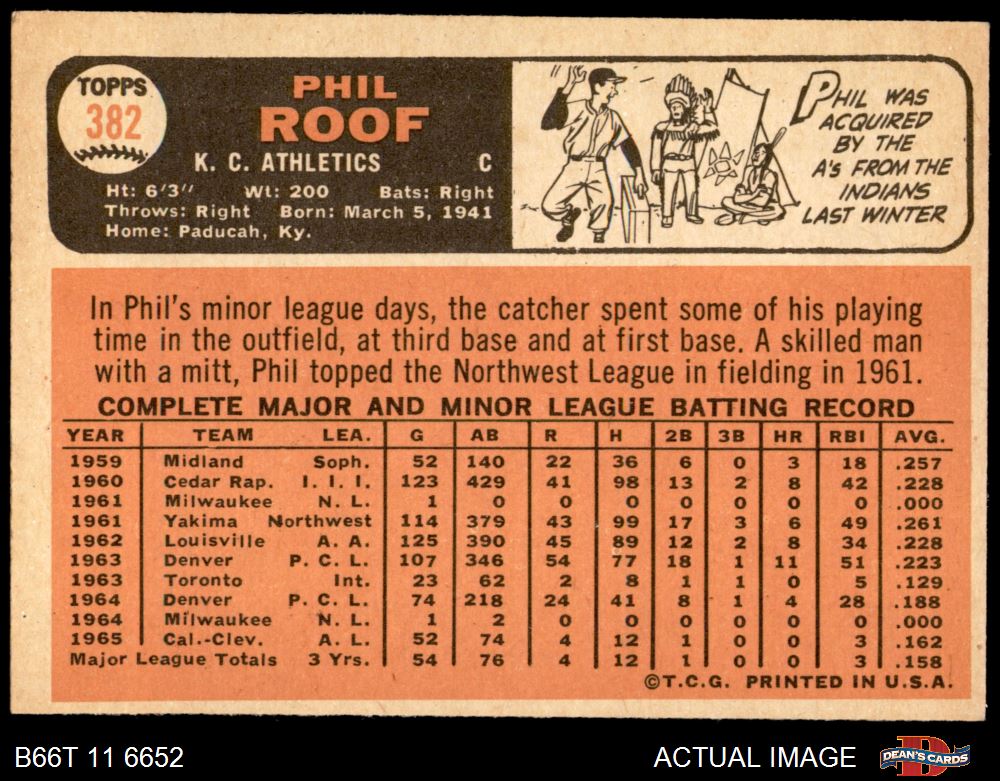 TOPPS
382
PHIL
ROOF
K. C. ATHLETICS C
Ht: 6'3" Wt: 200 Bats: Right
Throws: Right Born: March 5, 1941
Home: Paducah, Ky.
PHIL WAS
ACQUIRED
BY THE
A's FROM THE
INDIANS
LAST WINTER
In Phil's minor league days, the catcher spent some of his playing
time in the outfield, at third base and at first base. A skilled man
with a mitt, Phil topped the Northwest League in fielding in 1961.
COMPLETE MAJOR AND MINOR LEAGUE BATTING RECORD
YEAR TEAM LEA. G AB R H 2B 3B HR RBI AVG.
1959 Midland Soph. 52 140 22 36 6 0 3 18 .257
1960 Cedar Rap. I. I. I. 123 429 41 98 13 2 8 42 .228
1961 Milwaukee N. L. 1 0 0 0 0 0 0 0 .000
1961 Yakima Northwest 114 379 43 99 17 3 6 49 .261
1962 Louisville A. A. 125 390 45 89 12 2 8 34 .228
1963 Denver P. C. L. 107 346 54 77 18 1 11 51 .223
1963 Toronto Int. 23 62 2 8 1 1 0 5 .129
1964 Denver P. C. L. 74 218 24 41 8 1 4 28 .188
1964 Milwaukee N. L. 1 2 0 0 0 0 0 0 .000
1965 Cal.-Clev. A. L. 52 74 4 12 1 0 0 3 .162
Major League Totals 3 Yrs. 54 76 4 12 1 0 0 3 .158
©T.C.G. PRINTED IN U.S.A.
B66T 11 6652 ACTUAL IMAGE DEAN'S CARDS